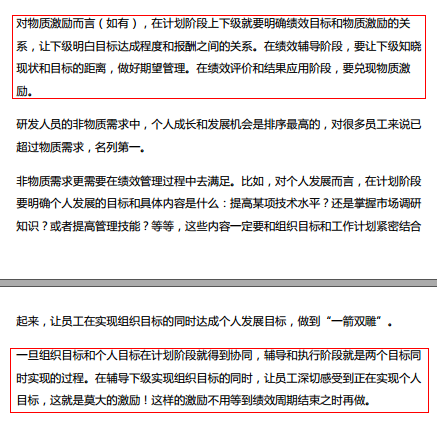 对物质激励而言（如有），在计划阶段上下级就要明确绩效目标和物质激励的关
系，让下级明白目标达成程度和报酬之间的关系。在绩效辅导阶段，要让下级知晓
现状和目标的距离，做好期望管理。在绩效评价和结果应用阶段，要兑现物质激
励。
研发人员的非物质需求中，个人成长和发展机会是排序最高的，对很多员工来说已
超过物质需求，名列第一。
非物质需求更需要在绩效管理过程中去满足。比如，对个人发展而言，在计划阶段
要明确个人发展的目标和具体内容是什么：提高某项技术水平？还是掌握市场调研
知识？或者提高管理技能？等等，这些内容一定要和组织目标和工作计划紧密结合
起来，让员工在实现组织目标的同时达成个人发展目标，做到“一箭双雕”。
一旦组织目标和个人目标在计划阶段就得到协同，辅导和执行阶段就是两个目标同
时实现的过程。在辅导下级实现组织目标的同时，让员工深切感受到正在实现个人
目标，这就是莫大的激励！这样的激励不用等到绩效周期结束之时再做。